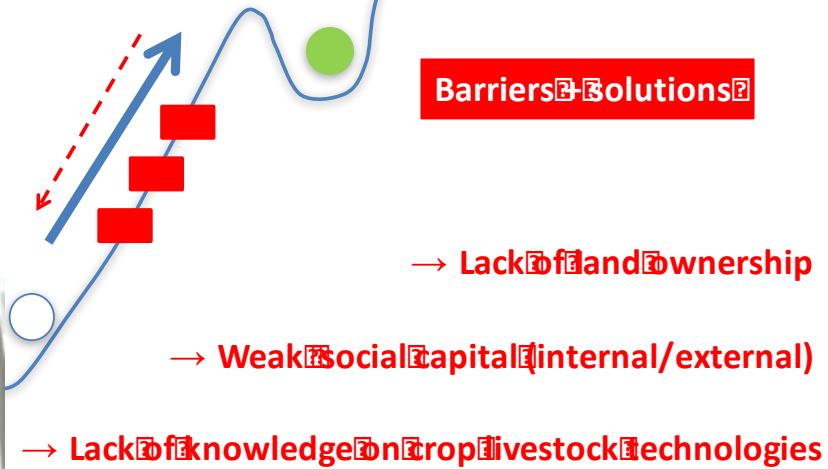 Barriers + solutions
→ Lack of land ownership
→ Weak social capital (internal/external)
→ Lack of knowledge on crop livestock technologies